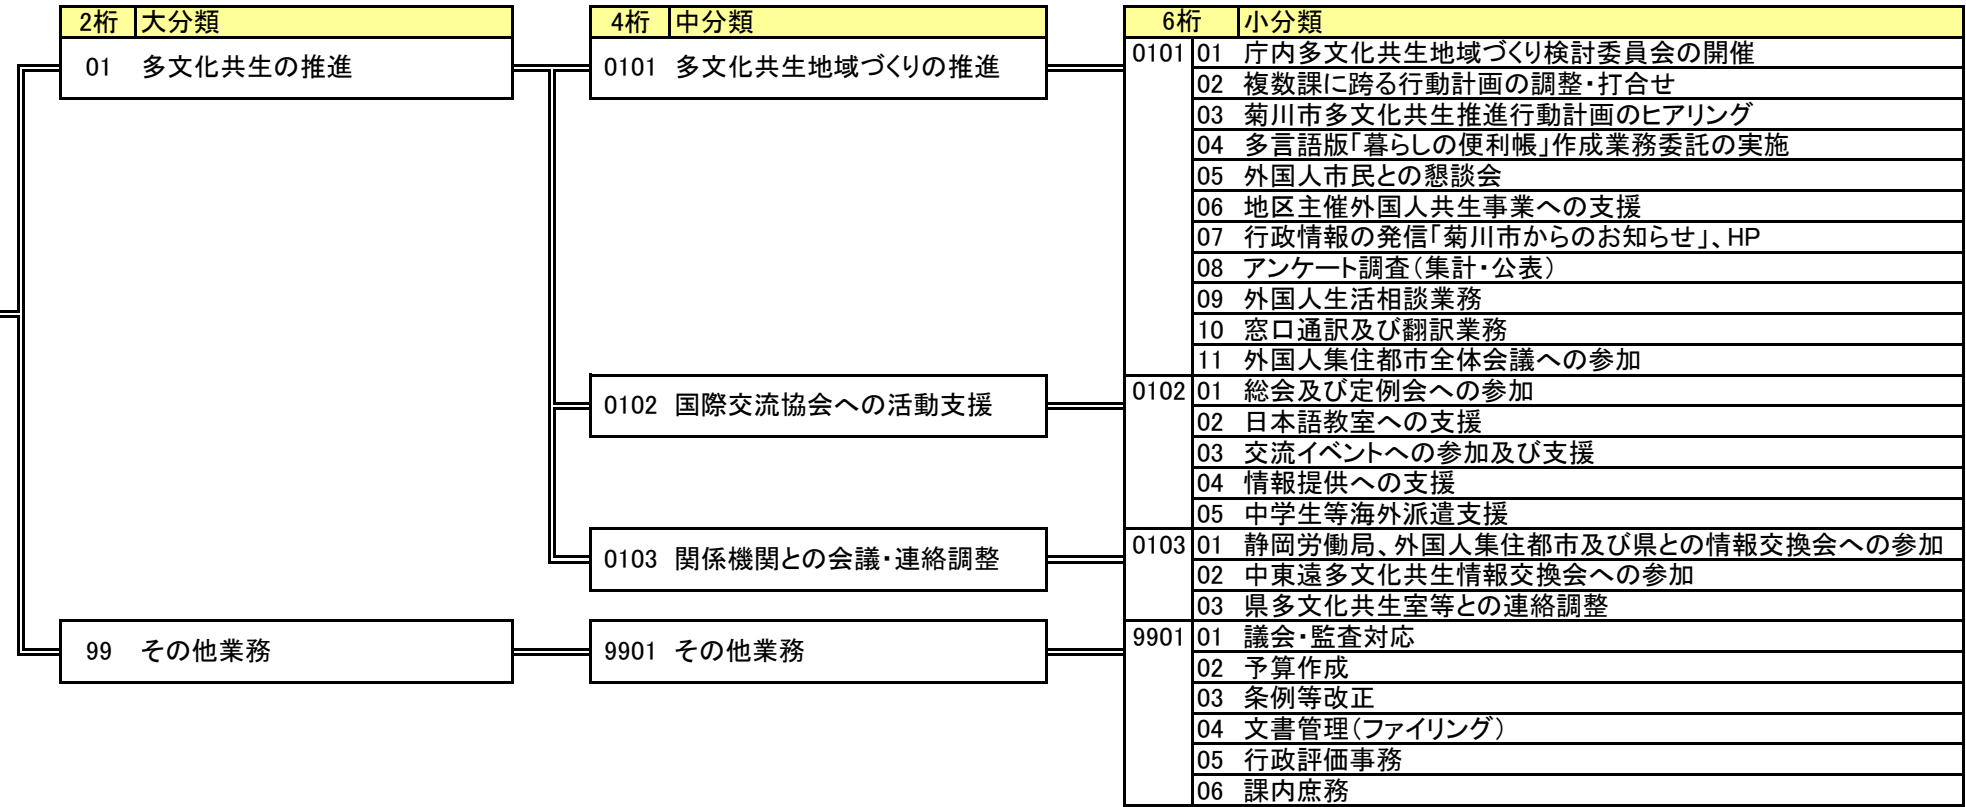 2桁 大分類 4桁 中分類 6桁 小分類
01 多文化共生の推進 0101 多文化共生地域づくりの推進 0101 01 庁内多文化共生地域づくり検討委員会の開催
02 複数課に跨る行動計画の調整・打合せ
03 菊川市多文化共生推進行動計画のヒアリング
04 多言語版「暮らしの便利帳」作成業務委託の実施
05 外国人市民との懇談会
06 地区主催外国人共生事業への支援
07 行政情報の発信「菊川市からのお知らせ」、HP
08 アンケート調査（集計・公表）
09 外国人生活相談業務
10 窓口通訳及び翻訳業務
11 外国人集住都市全体会議への参加
0102 国際交流協会への活動支援 0102 01 総会及び定例会への参加
02 日本語教室への支援
03 交流イベントへの参加及び支援
04 情報提供への支援
05 中学生等海外派遣支援
0103 関係機関との会議・連絡調整 0103 01 静岡労働局、外国人集住都市及び県との情報交換会への参加
02 中東遠多文化共生情報交換会への参加
03 県多文化共生室等との連絡調整
99 その他業務 9901 その他業務 9901 01 議会・監査対応
02 予算作成
03 条例等改正
04 文書管理（ファイリング）
05 行政評価事務
06 課内庶務